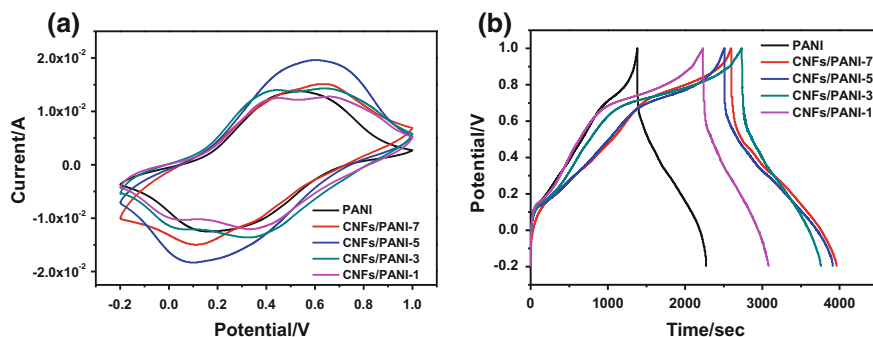 (a)
2.0x10⁻²
1.0x10⁻²
0.0
-1.0x10⁻²
-2.0x10⁻²
Current/A
-0.2 0.0 0.2 0.4 0.6 0.8 1.0
Potential/V
PANI
CNFs/PANI-7
CNFs/PANI-5
CNFs/PANI-3
CNFs/PANI-1
(b)
1.0
0.8
0.6
0.4
0.2
0.0
-0.2
Potential/V
0 1000 2000 3000 4000
Time/sec
PANI
CNFs/PANI-7
CNFs/PANI-5
CNFs/PANI-3
CNFs/PANI-1